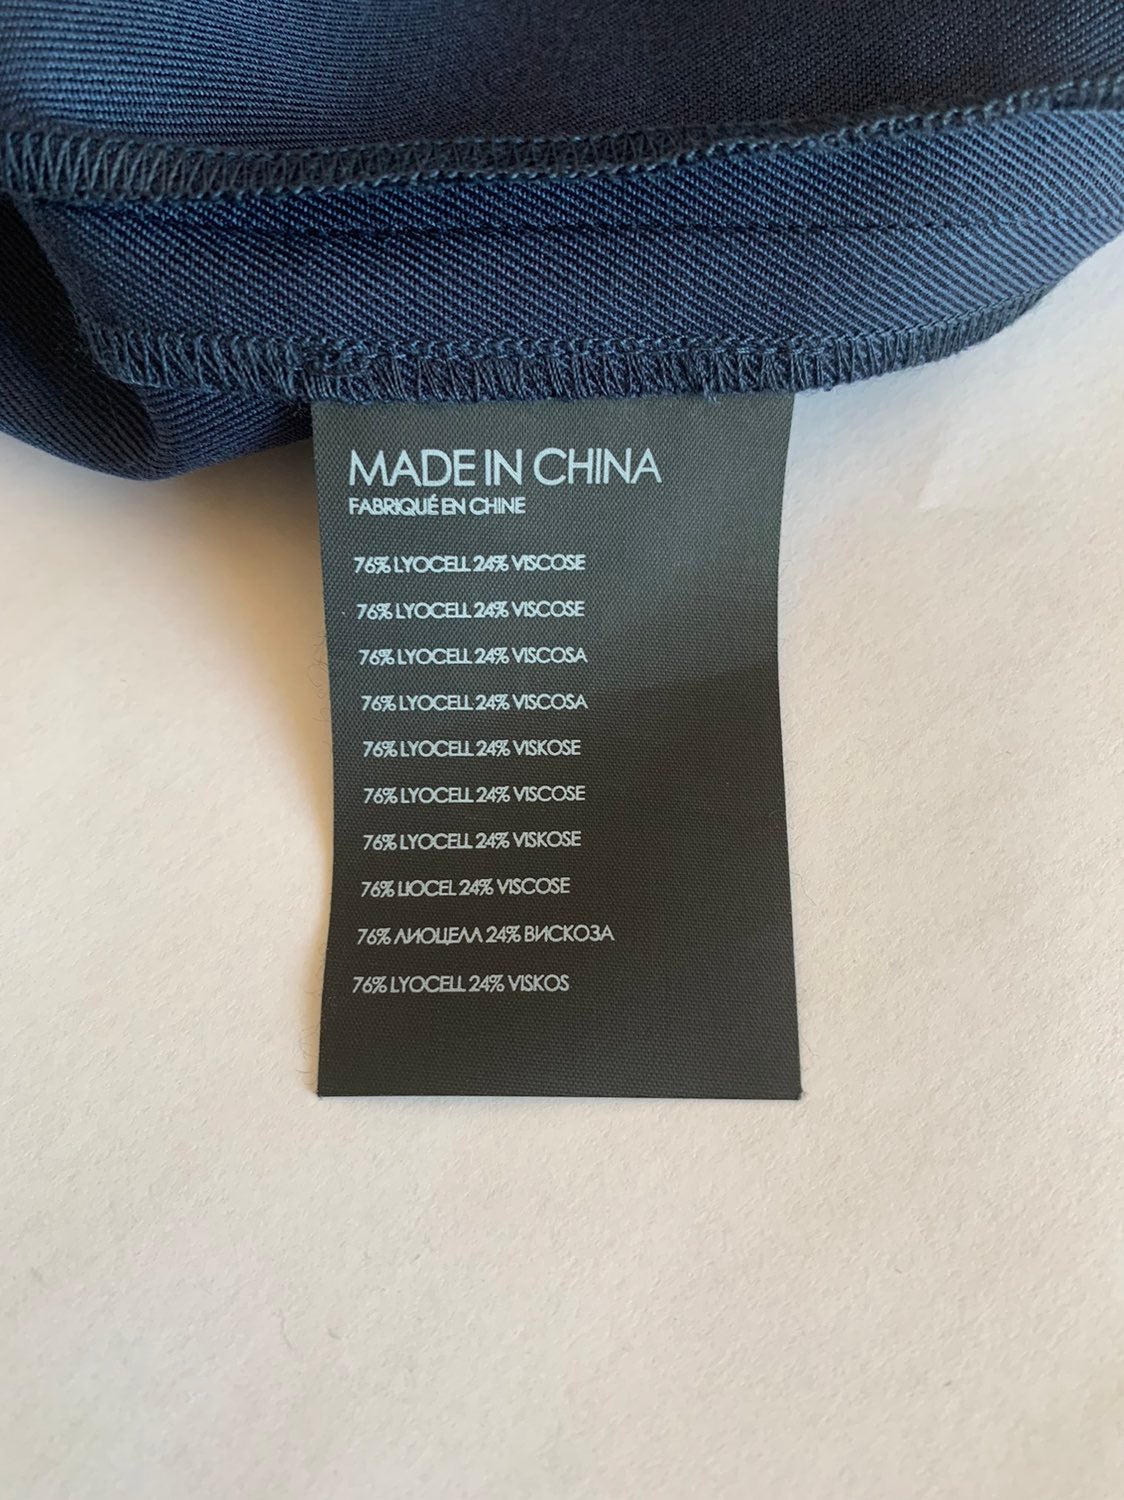 MADE IN CHINA
FABRIQUÉ EN CHINE
76% LYOCELL 24% VISCOSE
76% LYOCELL 24% VISCOSE
76% LYOCELL 24% VISCOSA
76% LYOCELL 24% VISCOSA
76% LYOCELL 24% VISKOSE
76% LYOCELL 24% VISCOSE
76% LYOCELL 24% VISKOSE
76% LIOCEL 24% VISCOSE
76% ЛИОЦЕЛЛ 24% ВИСКОЗА
76% LYOCELL 24% VISKOS